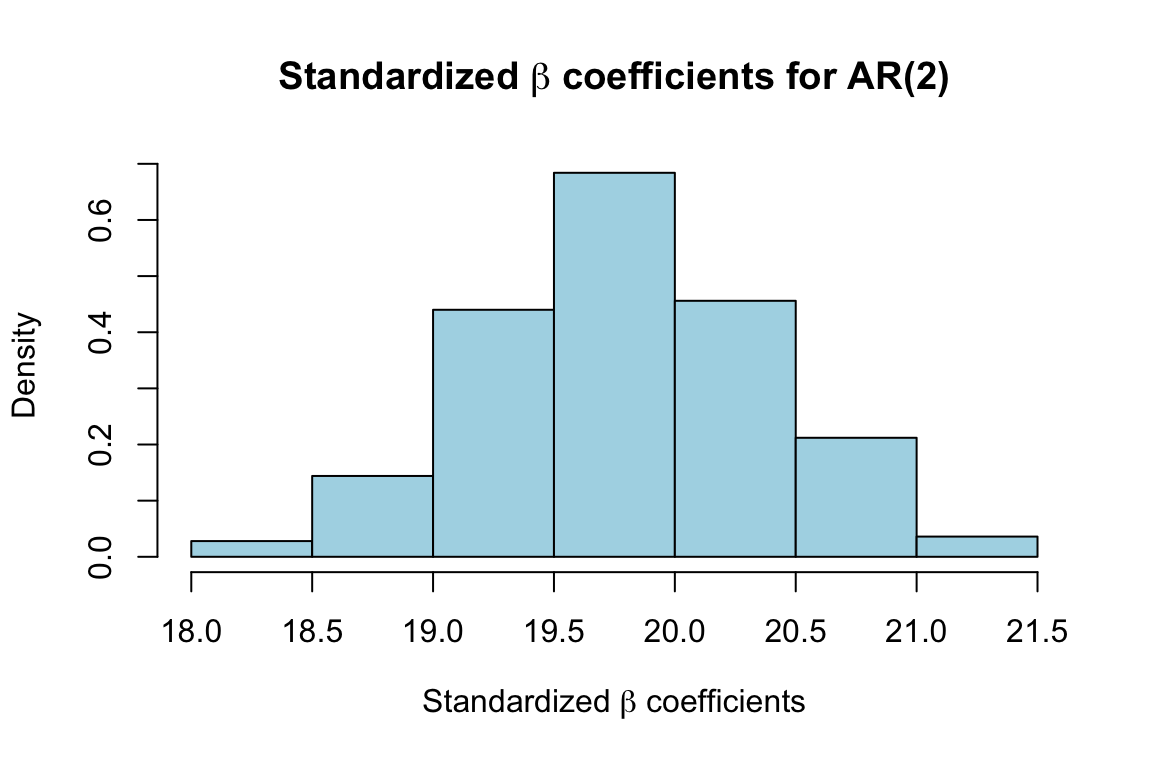 Standardized β coefficients for AR(2)
Density
0.6
0.4
0.2
0.0
18.0 18.5 19.0 19.5 20.0 20.5 21.0 21.5
Standardized β coefficients